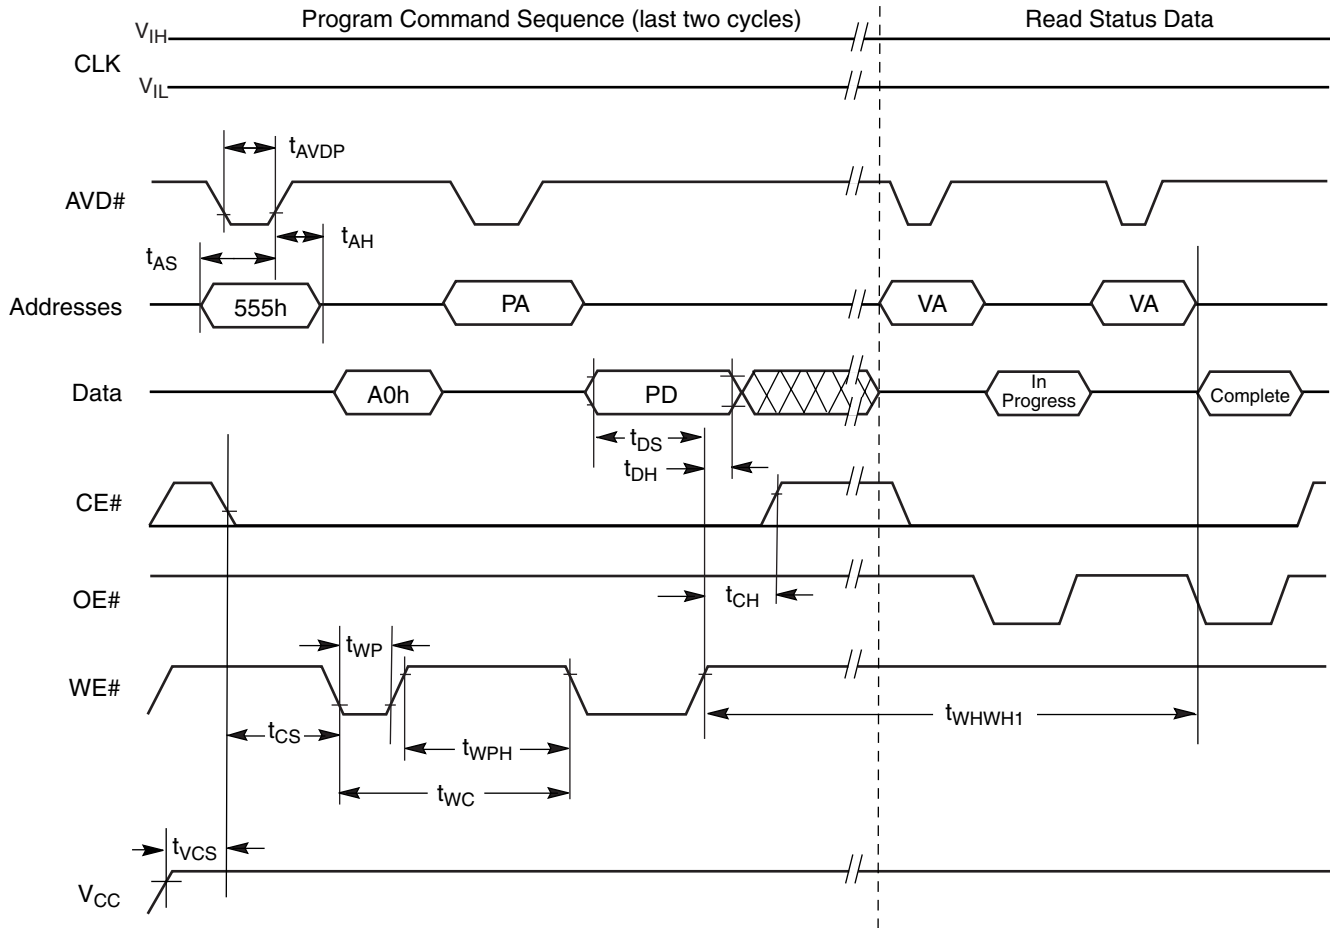 Program Command Sequence (last two cycles)
Read Status Data
VIH
CLK
VIL
tAVDP
AVD#
tAH
tAS
Addresses
555h
PA
VA
VA
Data
A0h
PD
In
Progress
Complete
tDS
tDH
CE#
OE#
tCH
tWP
WE#
tWHWH1
tCS
tWPH
tWC
tVCS
VCC